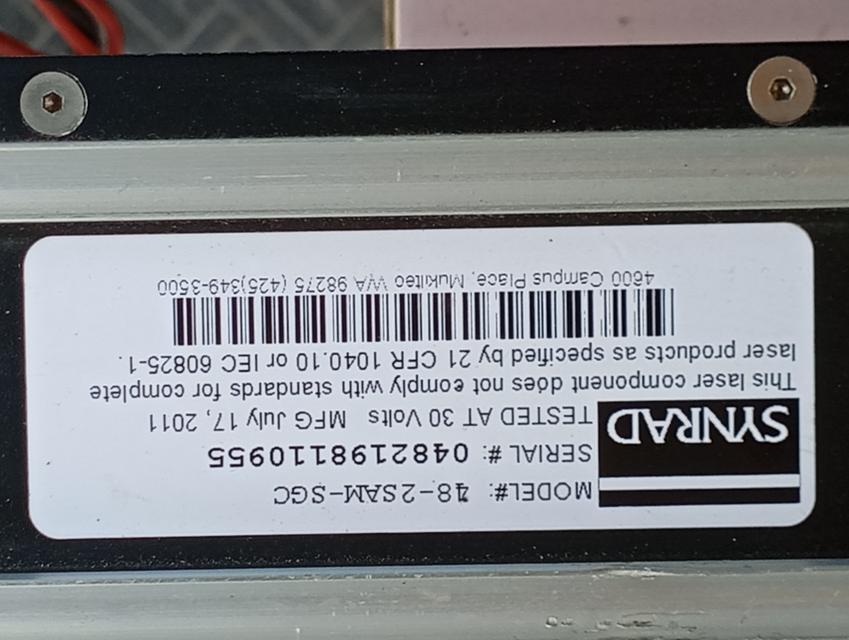 SYNRAD
MODEL#: 48-2SAM-SGC
SERIAL #: 0482198110955
TESTED AT 30 Volts MFG July 17, 2011
This laser component does not comply with standards for complete
laser products as specified by 21 CFR 1040.10 or IEC 60825-1.
4600 Campus Place, Mukilteo WA 98275 (425)349-3500